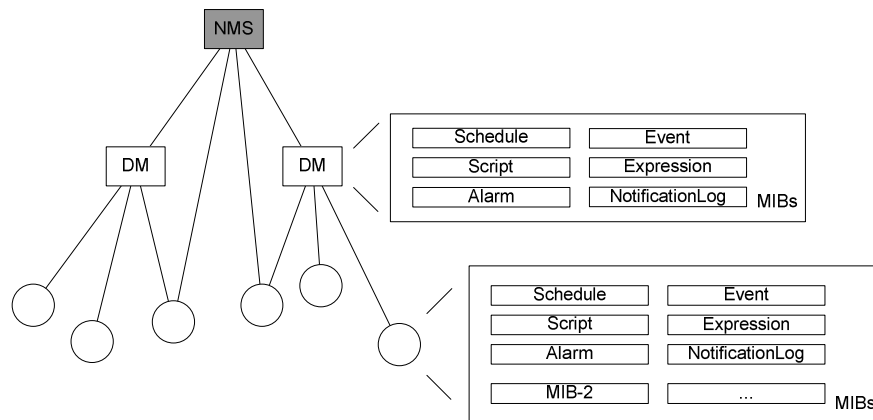 NMS
DM
DM
Schedule
Event
Script
Expression
Alarm
NotificationLog
MIBs
Schedule
Event
Script
Expression
Alarm
NotificationLog
MIB-2
...
MIBs